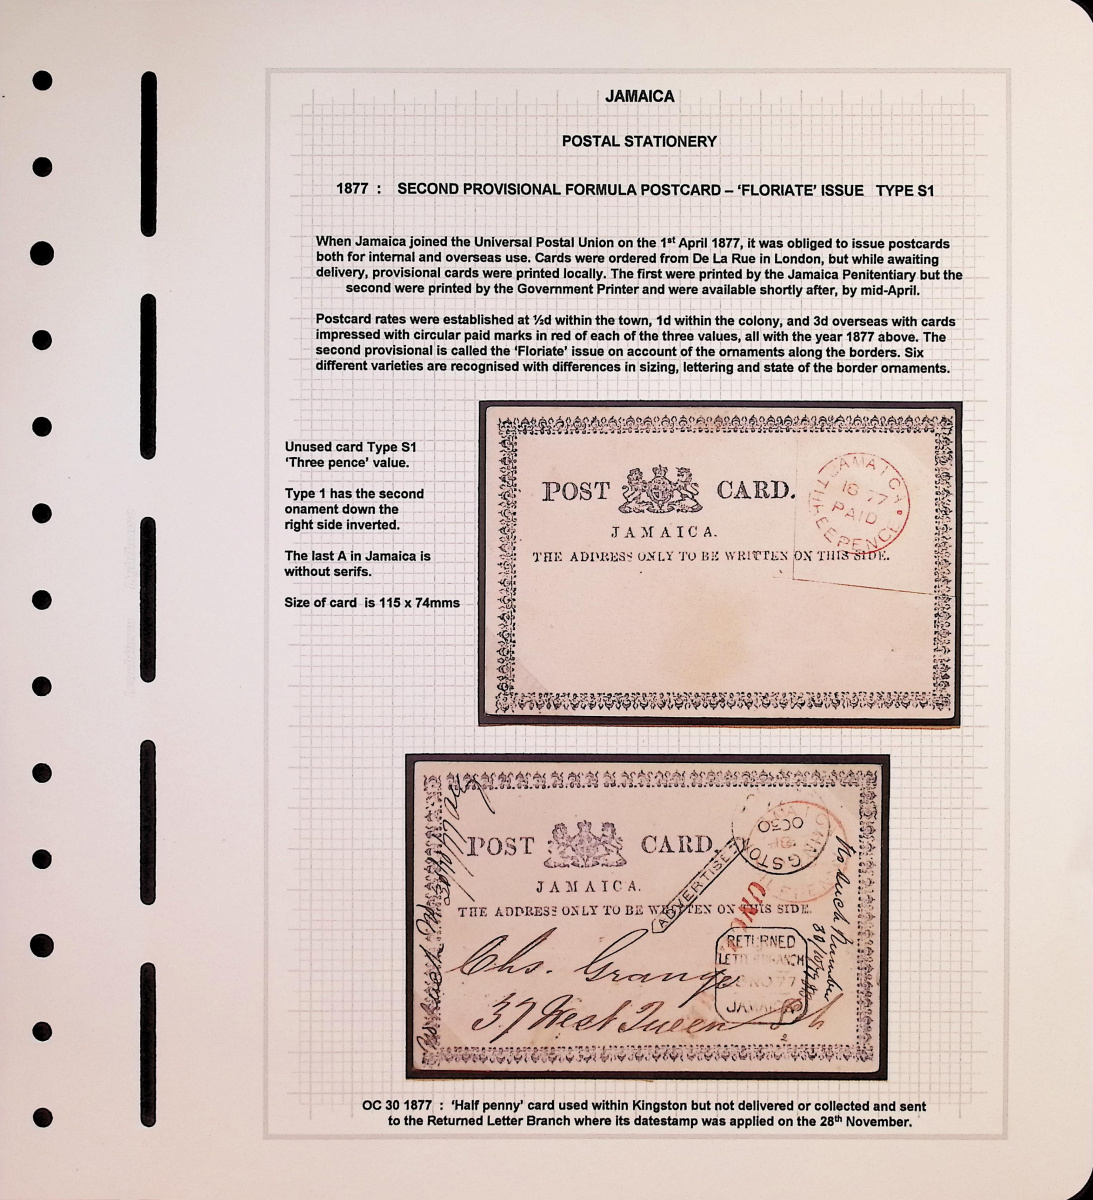 JAMAICA
POSTAL STATIONERY
1877 : SECOND PROVISIONAL FORMULA POSTCARD – ‘FLORIATE’ ISSUE TYPE S1
When Jamaica joined the Universal Postal Union on the 1st April 1877, it was obliged to issue postcards
both for internal and overseas use. Cards were ordered from De La Rue in London, but while awaiting
delivery, provisional cards were printed locally. The first were printed by the Jamaica Penitentiary but the
second were printed by the Government Printer and were available shortly after, by mid-April.
Postcard rates were established at ½d within the town, 1d within the colony, and 3d overseas with cards
impressed with circular paid marks in red of each of the three values, all with the year 1877 above. The
second provisional is called the ‘Floriate’ issue on account of the ornaments along the borders. Six
different varieties are recognised with differences in sizing, lettering and state of the border ornaments.
Unused card Type S1
‘Three pence’ value.
Type 1 has the second
onament down the
right side inverted.
The last A in Jamaica is
without serifs.
Size of card is 115 x 74mms
POST CARD.
JAMAICA.
THE ADDRESS ONLY TO BE WRITTEN ON THIS SIDE.
JAMAICA
18 77
PAID
THREEPENCE
POST CARD.
JAMAICA.
THE ADDRESS ONLY TO BE WRITTEN ON THIS SIDE.
KINGSTON
OC30
ADVERTISED
RETURNED
LETTER BRANCH
NO 77
JAMAICA
No such Number
30/10/77
Chs. Grange
37 West Queen St
OC 30 1877 : ‘Half penny’ card used within Kingston but not delivered or collected and sent
to the Returned Letter Branch where its datestamp was applied on the 28th November.